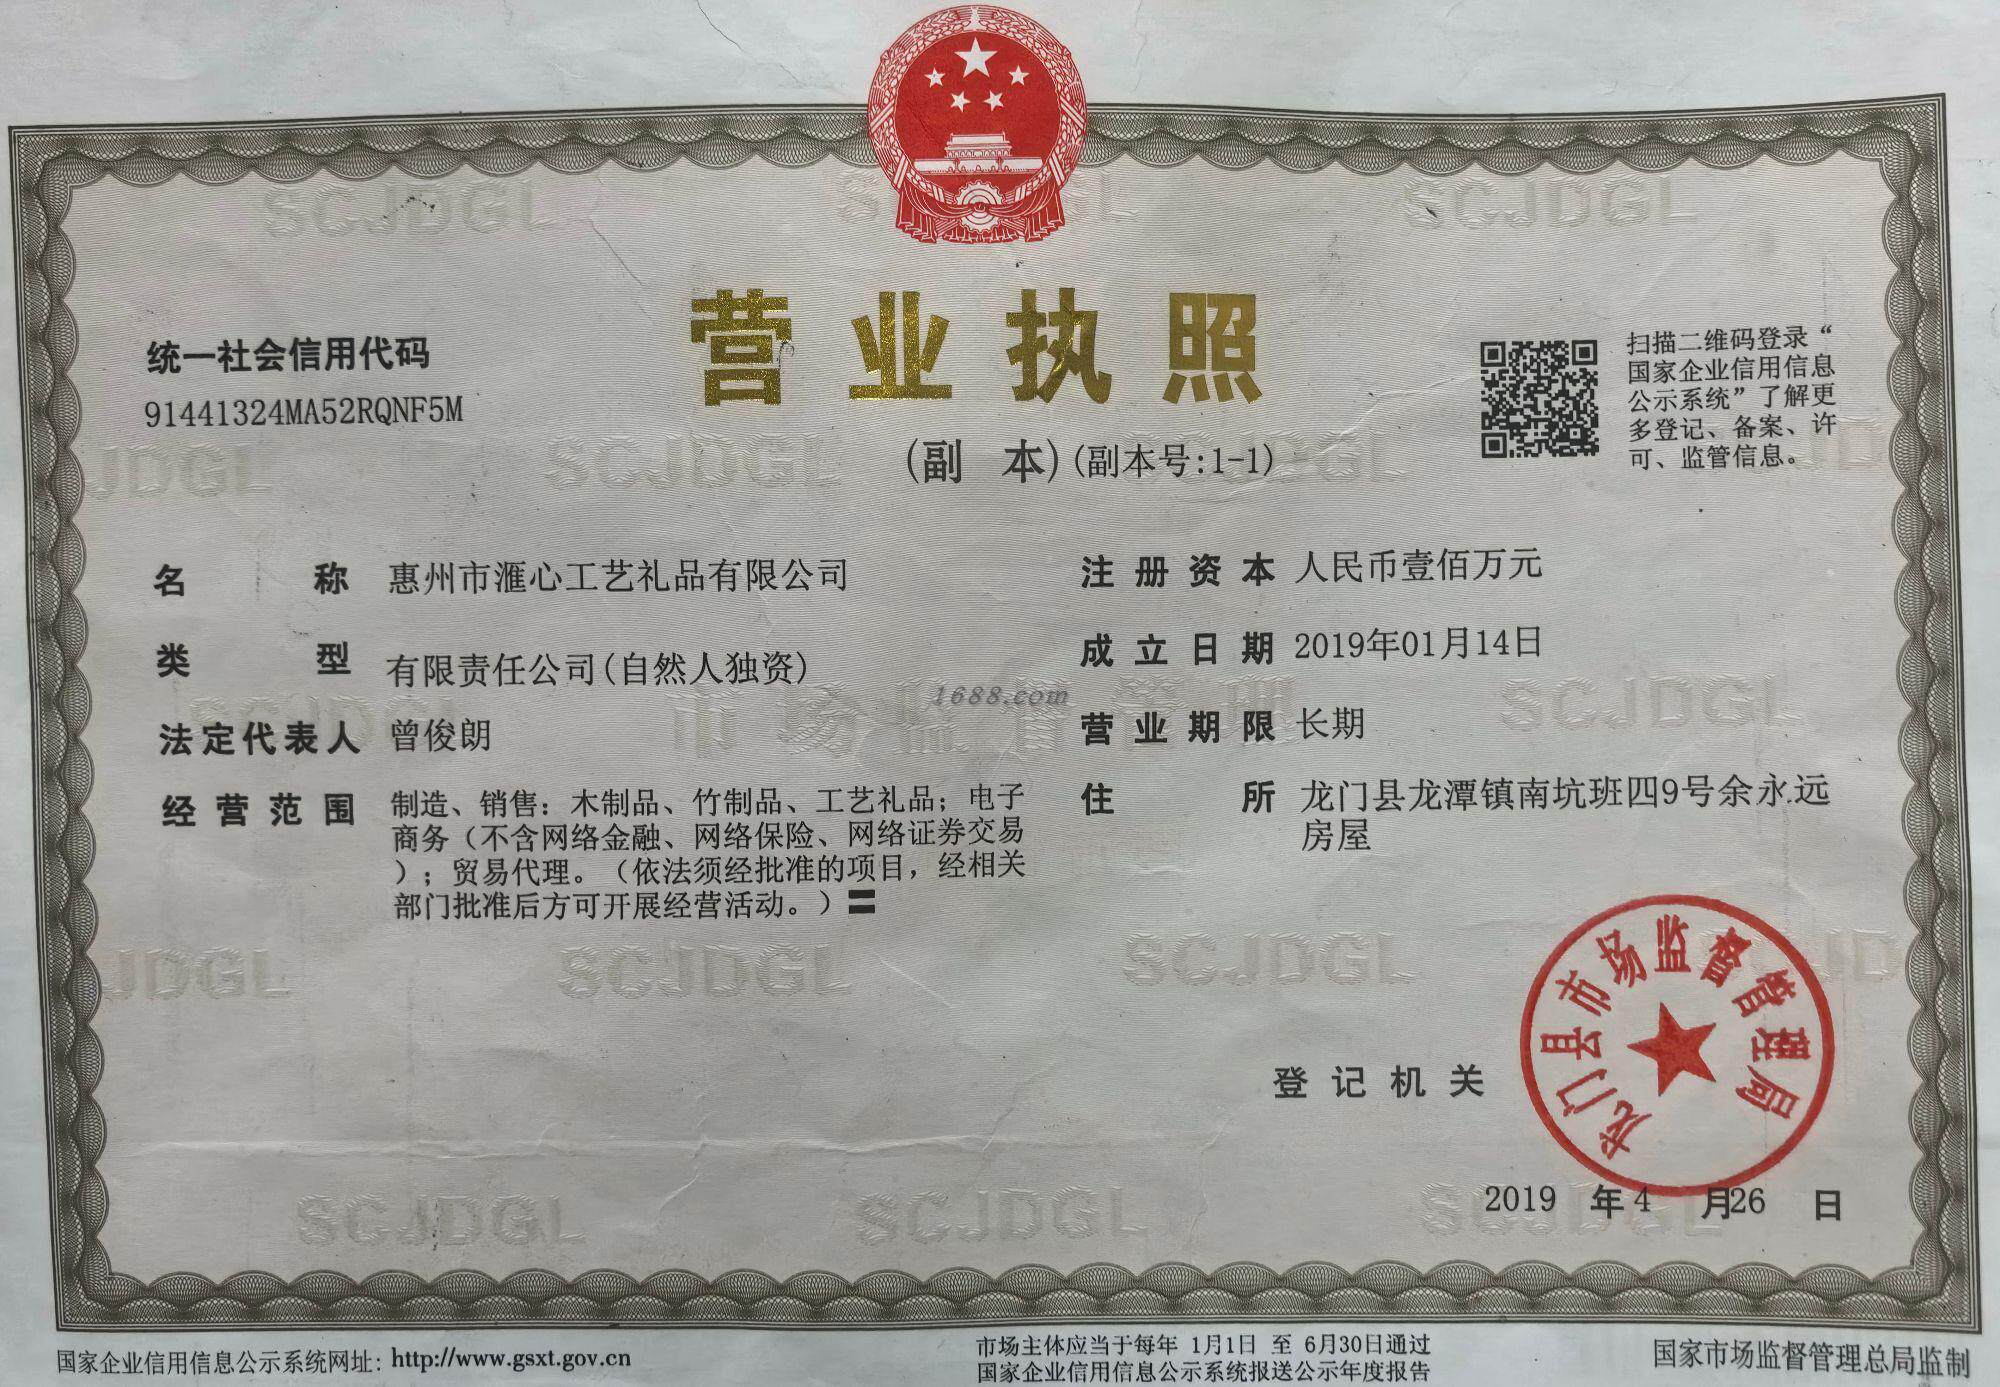 营业执照
(副 本)(副本号:1-1)
统一社会信用代码
91441324MA52RQNF5M
扫描二维码登录“
国家企业信用信息
公示系统”了解更
多登记、备案、许
可、监管信息。
名 称 惠州市滙心工艺礼品有限公司
类 型 有限责任公司(自然人独资)
法定代表人 曾俊朗
经营范围 制造、销售：木制品、竹制品、工艺礼品；电子
商务（不含网络金融、网络保险、网络证券交易
）；贸易代理。（依法须经批准的项目，经相关
部门批准后方可开展经营活动。）
注册资本 人民币壹佰万元
成立日期 2019年01月14日
营业期限 长期
住 所 龙门县龙潭镇南坑班四9号余永远
房屋
1688.com
登记机关
龙门县市场监督管理局
2019 年 4 月 26 日
国家企业信用信息公示系统网址：http://www.gsxt.gov.cn
市场主体应当于每年 1月1日 至 6月30日通过
国家企业信用信息公示系统报送公示年度报告
国家市场监督管理总局监制
SCJDGL